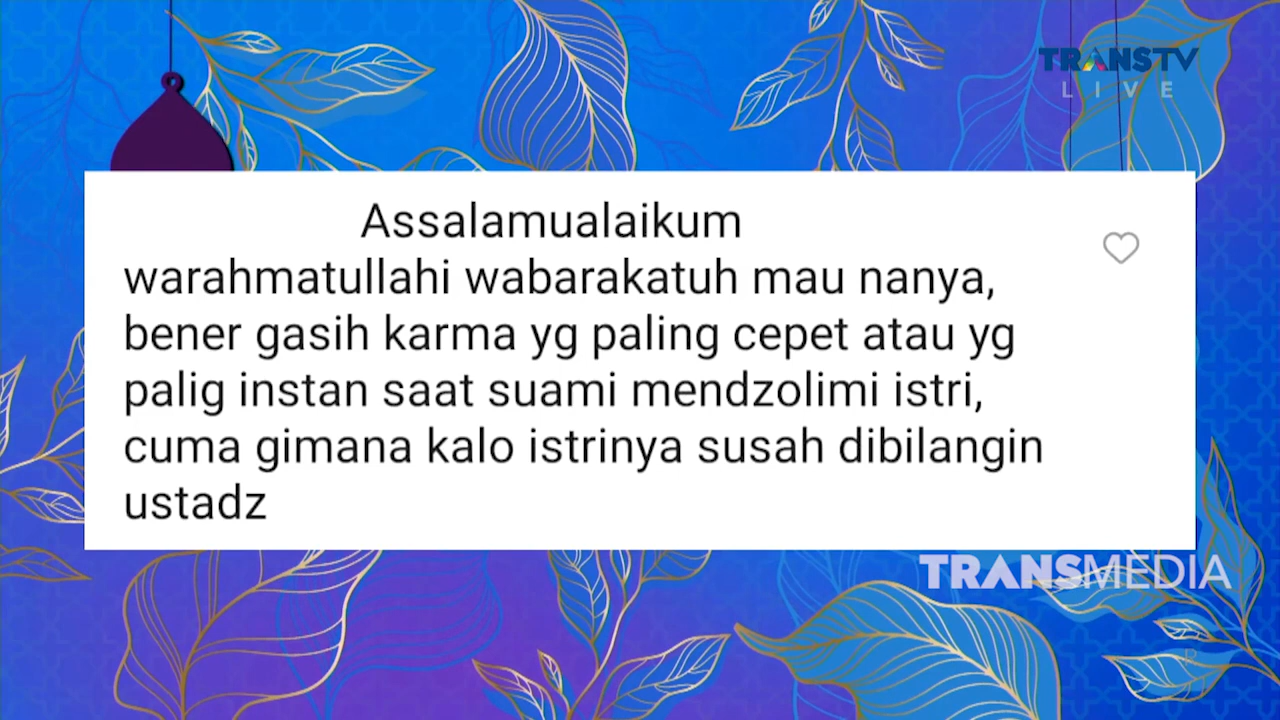 TRANSTV
LIVE
Assalamualaikum
warahmatullahi wabarakatuh mau nanya,
bener gasih karma yg paling cepet atau yg
palig instan saat suami mendzolimi istri,
cuma gimana kalo istrinya susah dibilangin
ustadz
TRANSMEDIA